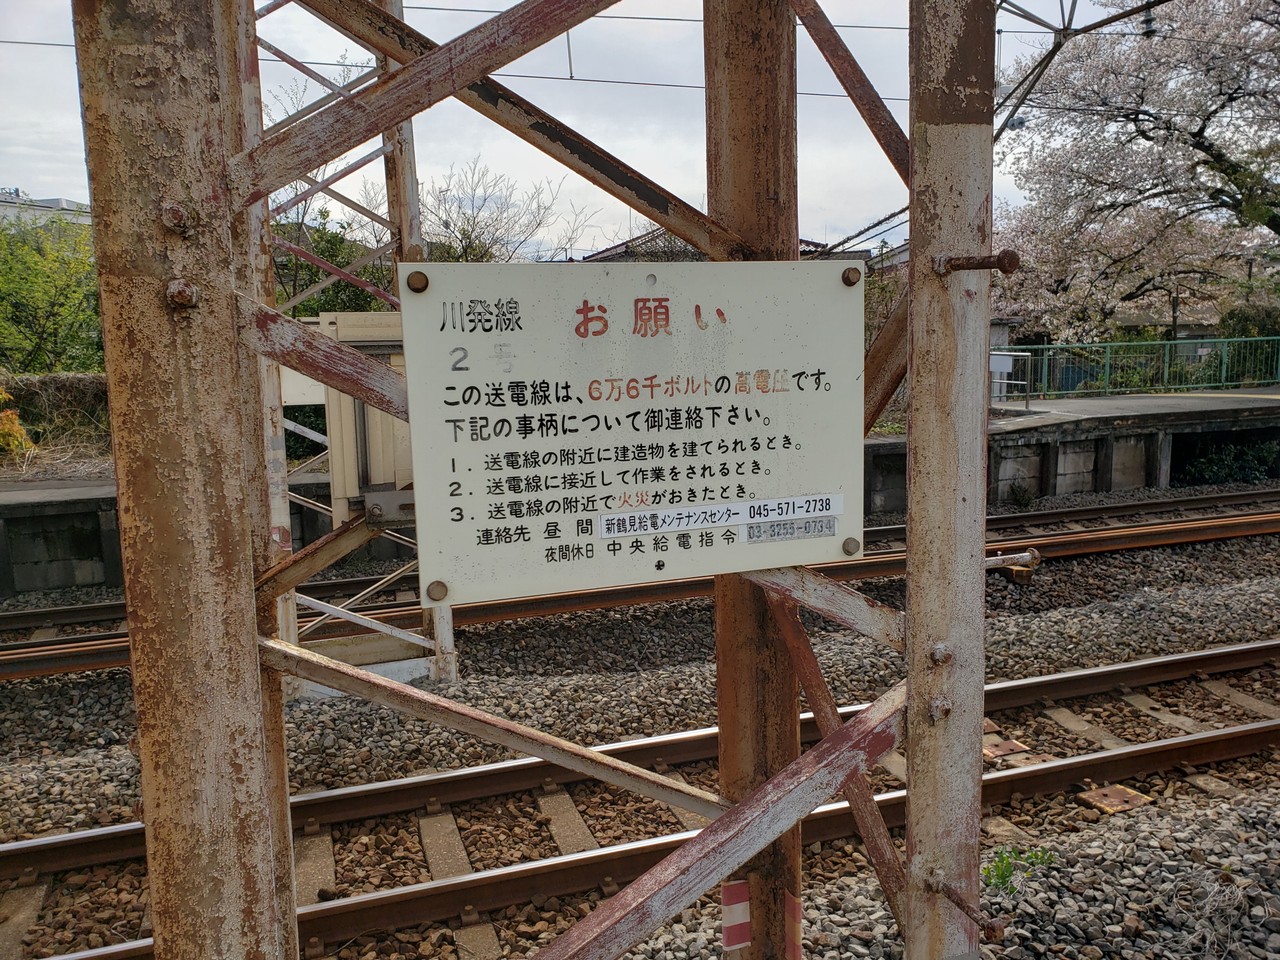 川発線 お願い
2号
この送電線は、6万6千ボルトの高電圧です。
下記の事柄について御連絡下さい。
1. 送電線の附近に建造物を建てられるとき。
2. 送電線に接近して作業をされるとき。
3. 送電線の附近で火災がおきたとき。
連絡先 昼間 新鶴見給電メンテナンスセンター 045-571-2738
夜間休日 中央給電指令 03-3255-0734